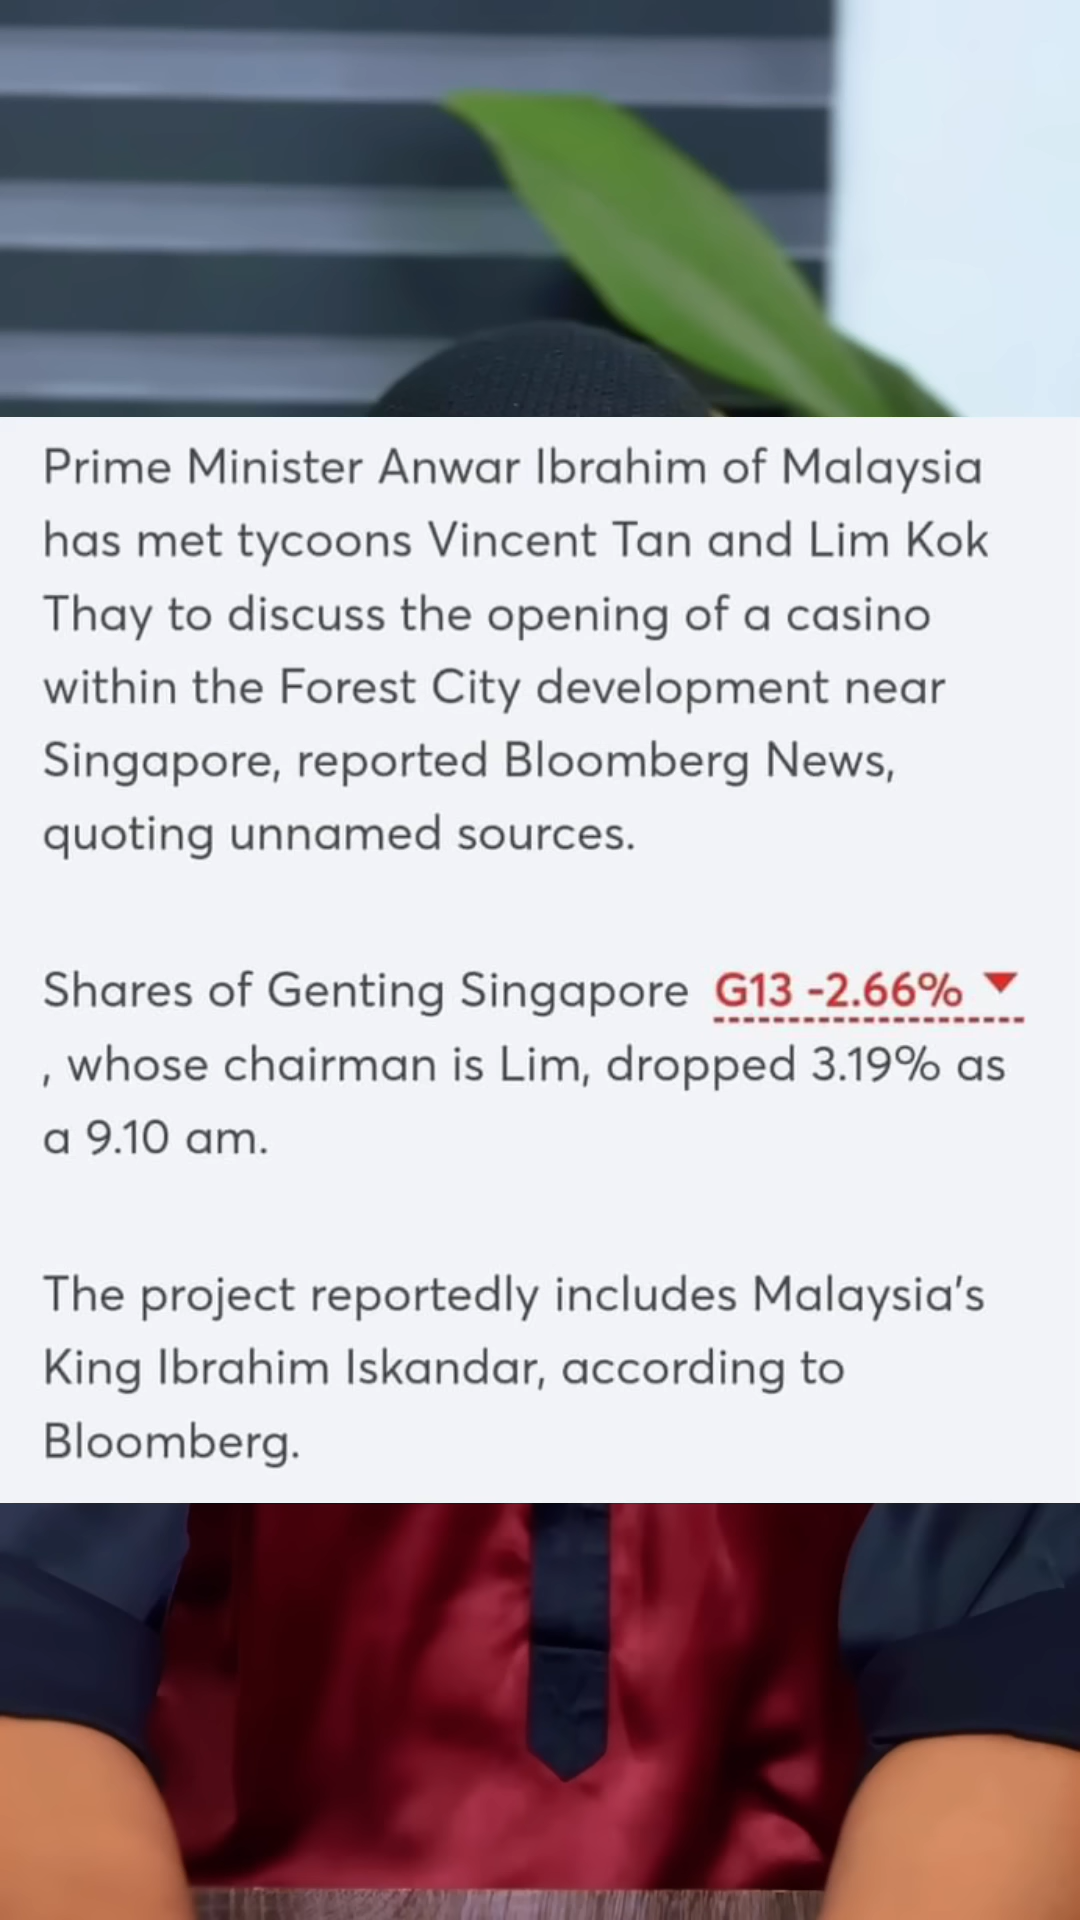 Prime Minister Anwar Ibrahim of Malaysia
has met tycoons Vincent Tan and Lim Kok
Thay to discuss the opening of a casino
within the Forest City development near
Singapore, reported Bloomberg News,
quoting unnamed sources.
Shares of Genting Singapore G13 -2.66% ▼
, whose chairman is Lim, dropped 3.19% as
a 9.10 am.
The project reportedly includes Malaysia's
King Ibrahim Iskandar, according to
Bloomberg.